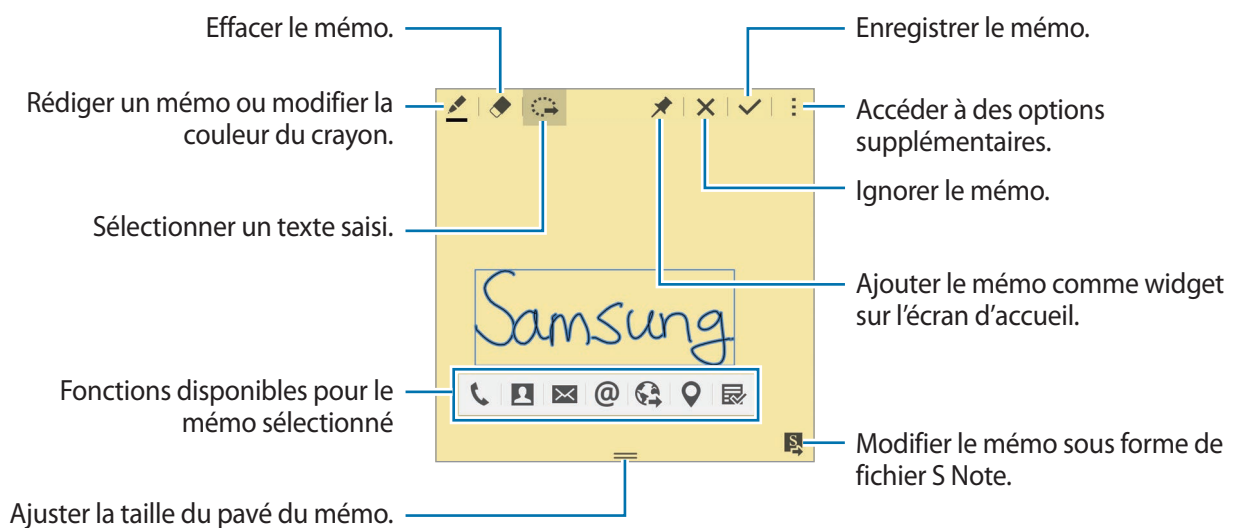 Effacer le mémo.
Enregistrer le mémo.
Rédiger un mémo ou modifier la
couleur du crayon.
Accéder à des options
supplémentaires.
Ignorer le mémo.
Sélectionner un texte saisi.
Ajouter le mémo comme widget
sur l'écran d'accueil.
Samsung
Fonctions disponibles pour le
mémo sélectionné
@
S
Modifier le mémo sous forme de
fichier S Note.
Ajuster la taille du pavé du mémo.